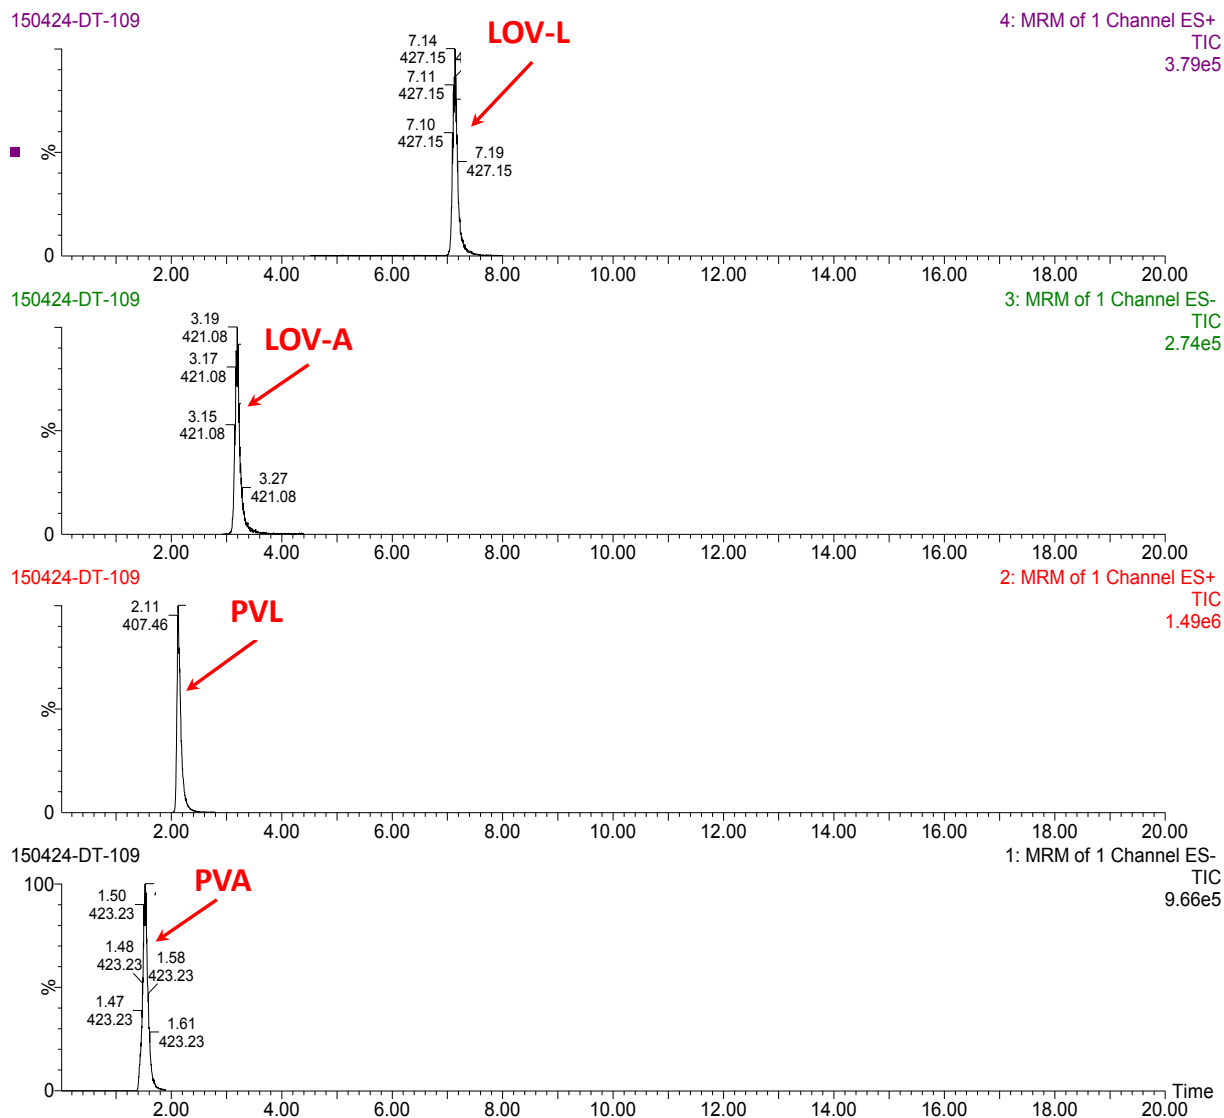 150424-DT-109
4: MRM of 1 Channel ES+
TIC
3.79e5
LOV-L
7.14
427.15
7.11
427.15
7.10
427.15
7.19
427.15
%
0
2.00 4.00 6.00 8.00 10.00 12.00 14.00 16.00 18.00 20.00
150424-DT-109
3: MRM of 1 Channel ES-
TIC
2.74e5
LOV-A
3.19
421.08
3.17
421.08
3.15
421.08
3.27
421.08
%
0
2.00 4.00 6.00 8.00 10.00 12.00 14.00 16.00 18.00 20.00
150424-DT-109
2: MRM of 1 Channel ES+
TIC
1.49e6
PVL
2.11
407.46
%
0
2.00 4.00 6.00 8.00 10.00 12.00 14.00 16.00 18.00 20.00
150424-DT-109
1: MRM of 1 Channel ES-
TIC
9.66e5
PVA
100
1.50
423.23
1.48
423.23
1.58
423.23
1.47
423.23
1.61
423.23
%
0
Time
2.00 4.00 6.00 8.00 10.00 12.00 14.00 16.00 18.00 20.00